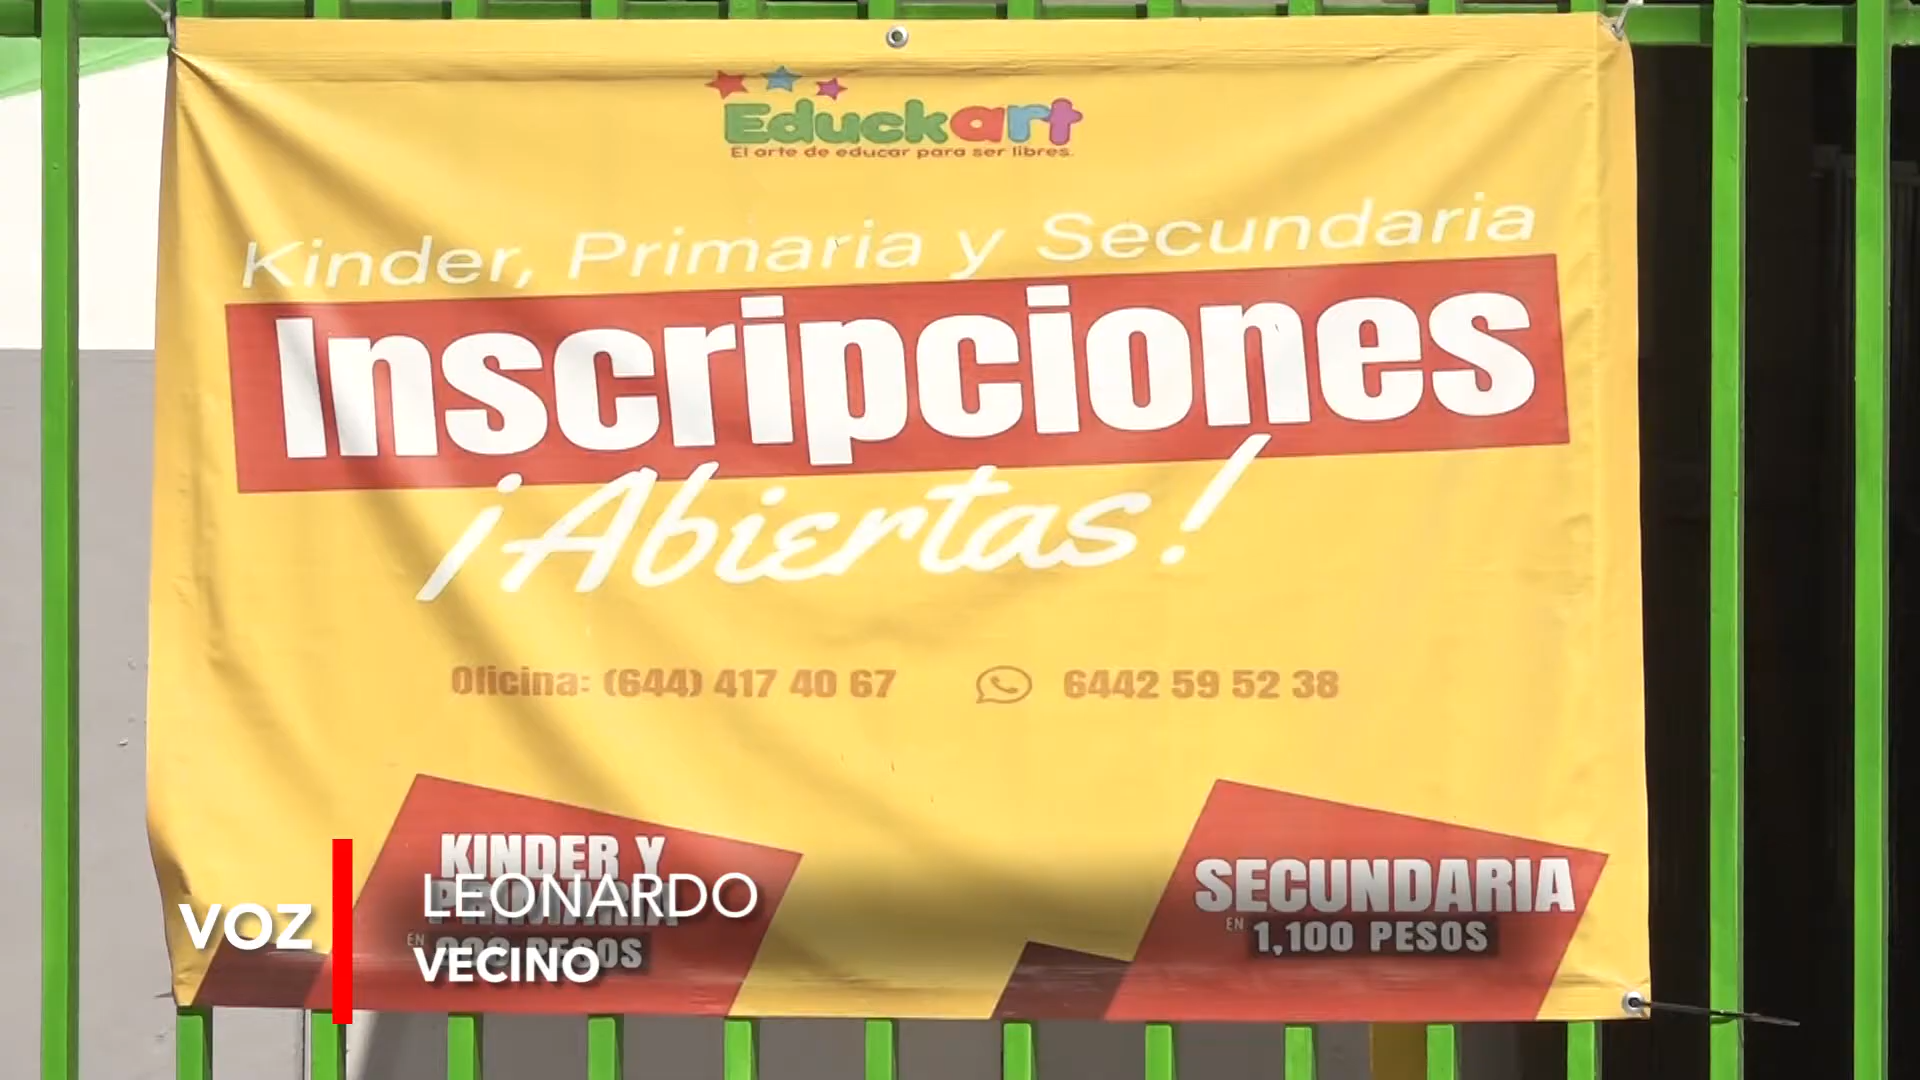 Educkart
El arte de educar para ser libres.
Kinder, Primaria y Secundaria
Inscripciones
¡Abiertas!
Oficina: (644) 417 40 67
6442 59 52 38
KINDER Y
EN PESOS
SECUNDARIA
EN 1,100 PESOS
VOZ
LEONARDO
VECINO